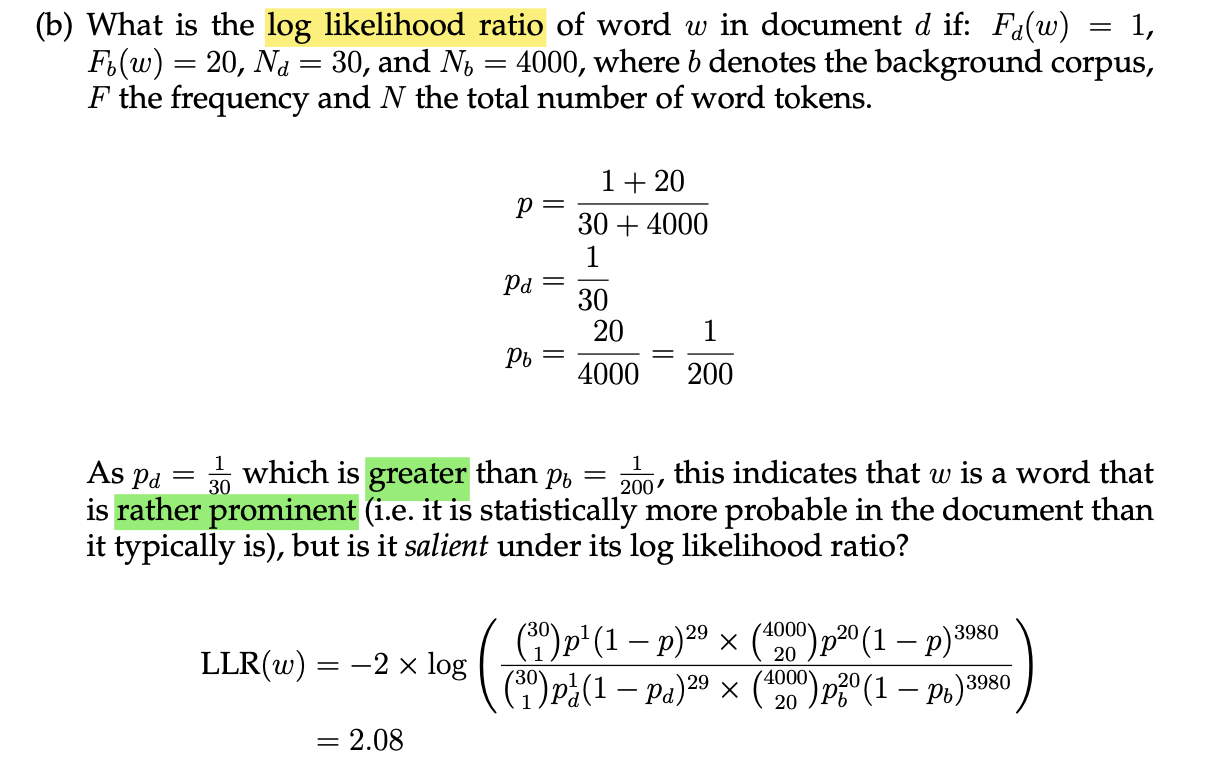 (b) What is the log likelihood ratio of word w in document d if: F_d(w) = 1,
F_b(w) = 20, N_d = 30, and N_b = 4000, where b denotes the background corpus,
F the frequency and N the total number of word tokens.
p = \frac{1 + 20}{30 + 4000}
p_d = \frac{1}{30}
p_b = \frac{20}{4000} = \frac{1}{200}
As p_d = \frac{1}{30} which is greater than p_b = \frac{1}{200}, this indicates that w is a word that
is rather prominent (i.e. it is statistically more probable in the document than
it typically is), but is it salient under its log likelihood ratio?
LLR(w) = −2 × log \left( \frac{\binom{30}{1} p^1 (1 − p)^{29} × \binom{4000}{20} p^{20} (1 − p)^{3980}}{\binom{30}{1} p_d^1 (1 − p_d)^{29} × \binom{4000}{20} p_b^{20} (1 − p_b)^{3980}} \right)
= 2.08